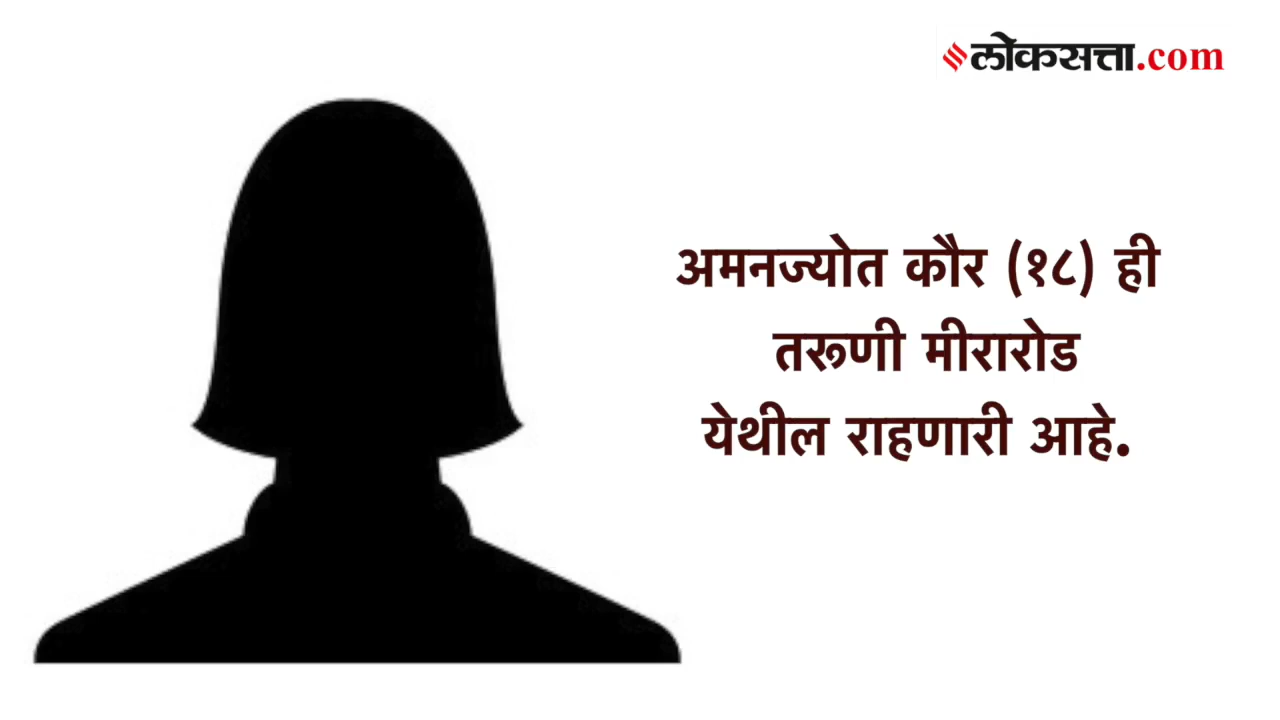 लोकसत्ता.com
अमनज्योत कौर (१८) ही
तरूणी मीरारोड
येथील राहणारी आहे.